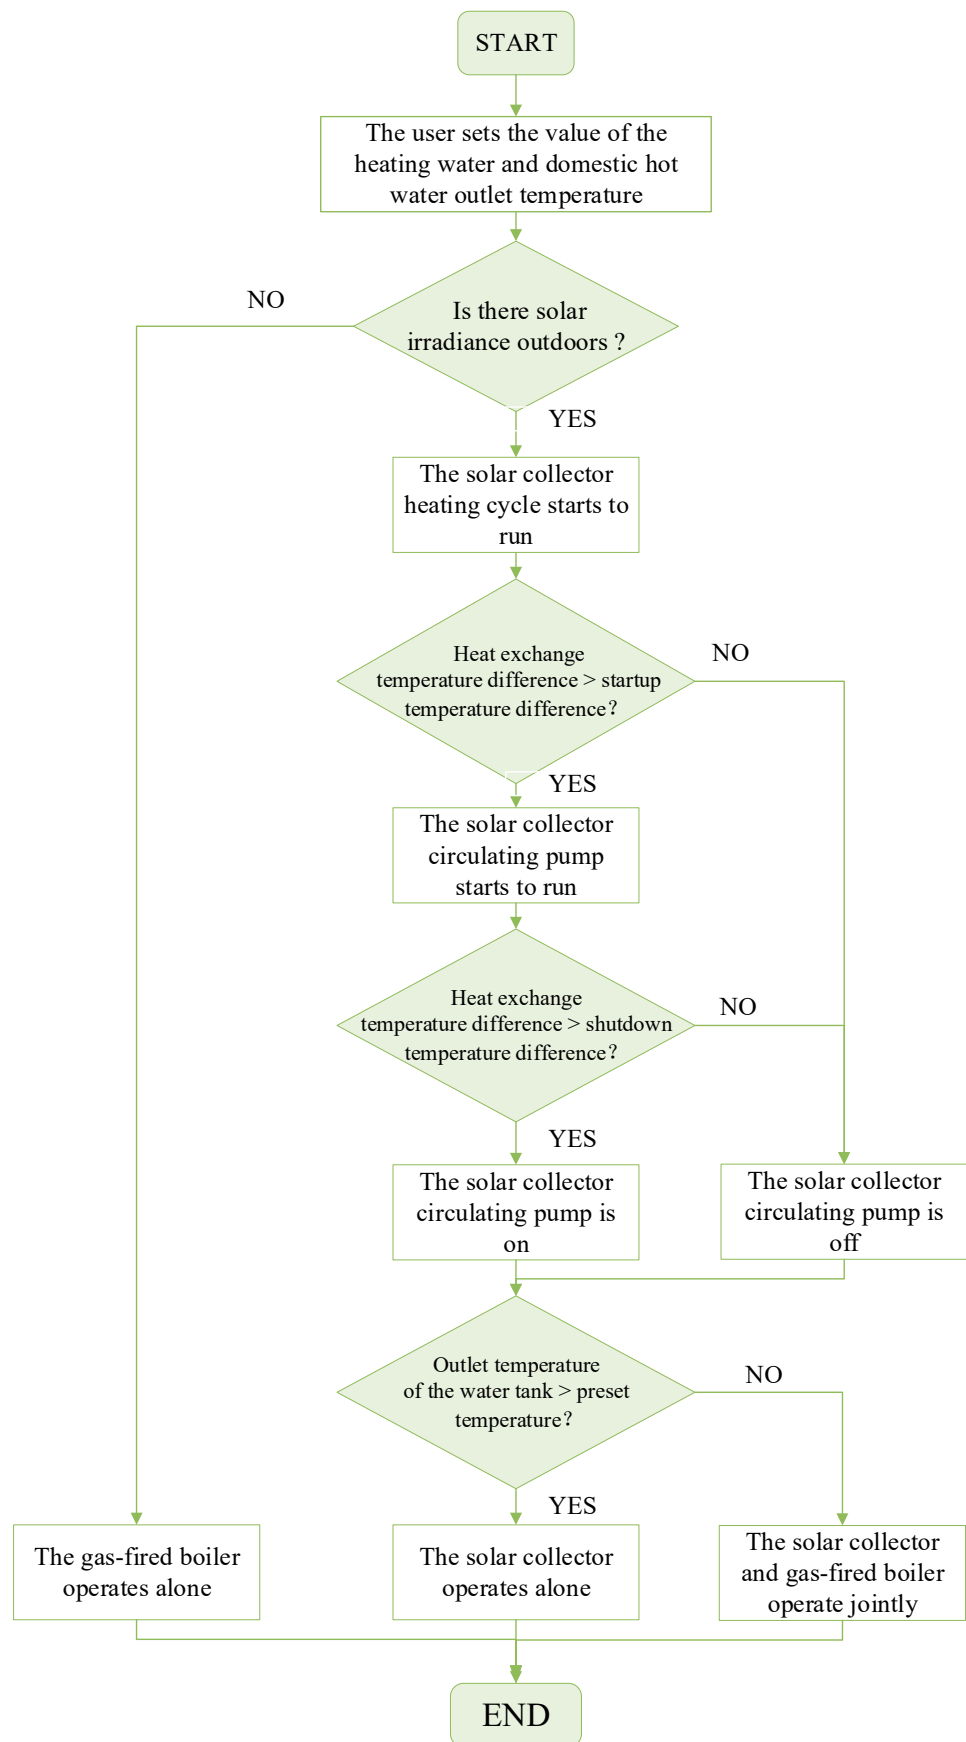 START
The user sets the value of the
heating water and domestic hot
water outlet temperature
NO
Is there solar
irradiance outdoors ?
YES
The solar collector
heating cycle starts to
run
Heat exchange
temperature difference > startup
temperature difference?
NO
YES
The solar collector
circulating pump
starts to run
Heat exchange
temperature difference > shutdown
temperature difference?
NO
YES
The solar collector
circulating pump is
on
The solar collector
circulating pump is
off
Outlet temperature
of the water tank > preset
temperature?
NO
YES
The gas-fired boiler
operates alone
The solar collector
operates alone
The solar collector
and gas-fired boiler
operate jointly
END